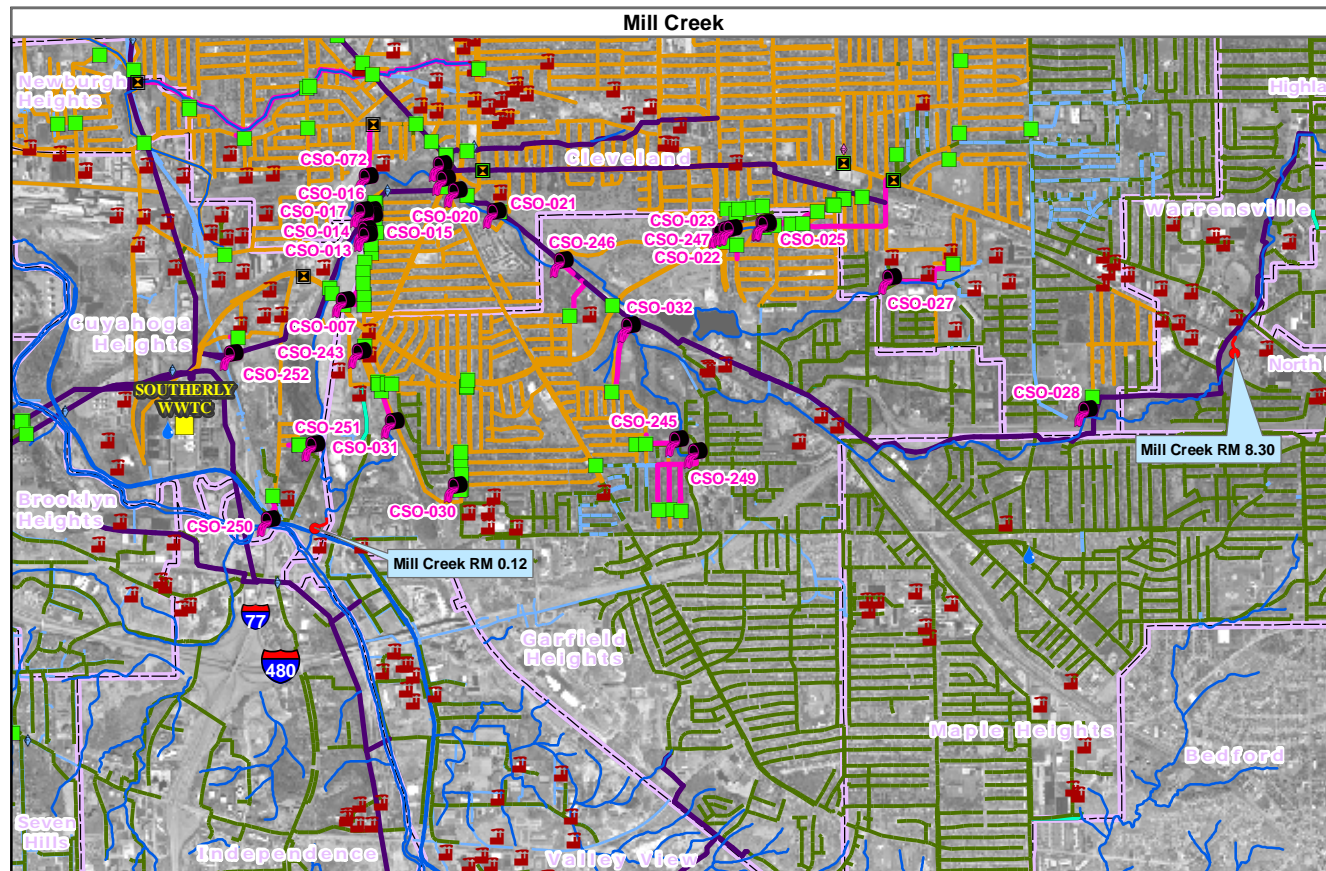 Mill Creek
Newburgh
Heights
Highla
CSO-072
Cleveland
CSO-016
CSO-017
CSO-020
CSO-021
CSO-014
CSO-015
CSO-013
CSO-023
CSO-247
CSO-025
CSO-022
Warrensville
CSO-246
CSO-027
CSO-007
CSO-032
Cuyahoga
Heights
CSO-243
CSO-252
North
SOUTHERLY
WWTC
CSO-028
CSO-251
CSO-031
CSO-245
Mill Creek RM 8.30
CSO-249
Brooklyn
Heights
CSO-030
CSO-250
Mill Creek RM 0.12
77
480
Garfield
Heights
Maple Heights
Bedford
Seven
Hills
Independence
Valley View